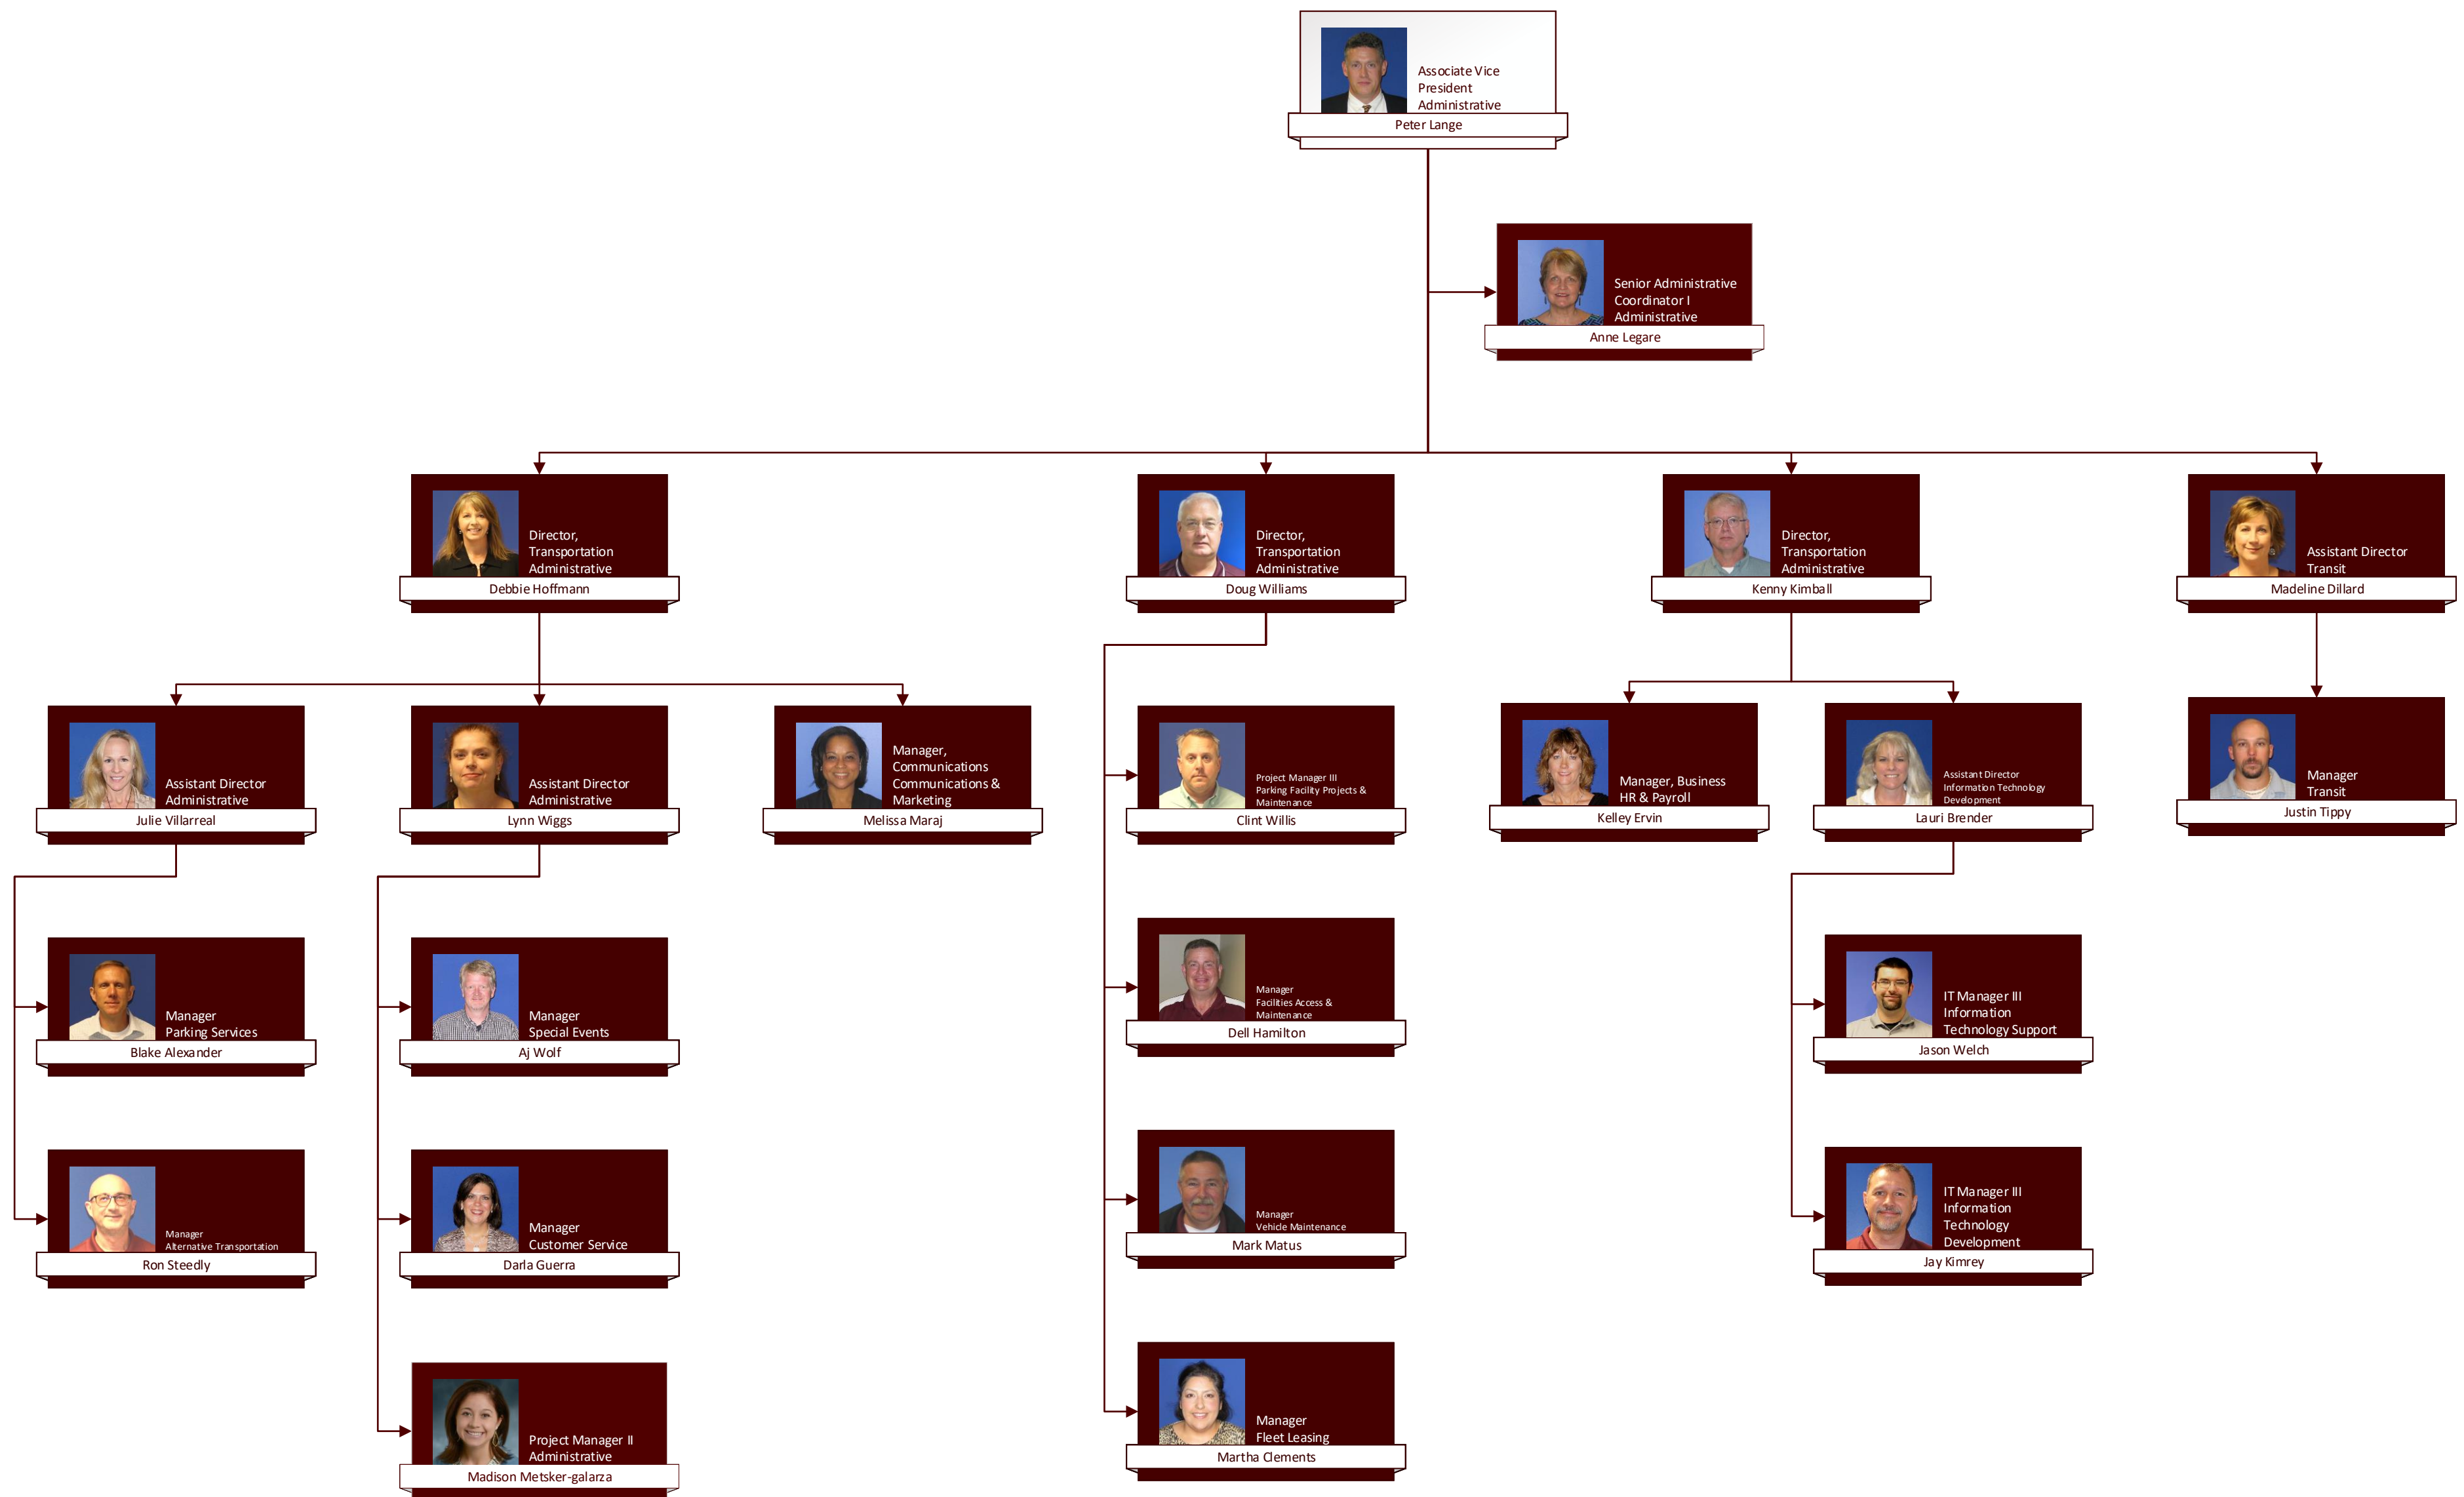 Associate Vice
President
Administrative
Peter Lange
Senior Administrative
Coordinator I
Administrative
Anne Legare
Director,
Transportation
Administrative
Debbie Hoffmann
Director,
Transportation
Administrative
Doug Williams
Director,
Transportation
Administrative
Kenny Kimball
Assistant Director
Transit
Madeline Dillard
Assistant Director
Administrative
Julie Villarreal
Assistant Director
Administrative
Lynn Wiggs
Manager,
Communications
Communications &
Marketing
Melissa Maraj
Project Manager III
Parking Facility Projects &
Maintenance
Clint Willis
Manager, Business
HR & Payroll
Kelley Ervin
Assistant Director
Information Technology
Development
Lauri Brender
Manager
Transit
Justin Tippy
Manager
Parking Services
Blake Alexander
Manager
Special Events
Aj Wolf
Manager
Facilities Access &
Maintenance
Dell Hamilton
IT Manager III
Information
Technology Support
Jason Welch
Manager
Alternative Transportation
Ron Steedly
Manager
Customer Service
Darla Guerra
Manager
Vehicle Maintenance
Mark Matus
IT Manager III
Information
Technology
Development
Jay Kimrey
Project Manager II
Administrative
Madison Metsker-galarza
Manager
Fleet Leasing
Martha Clements